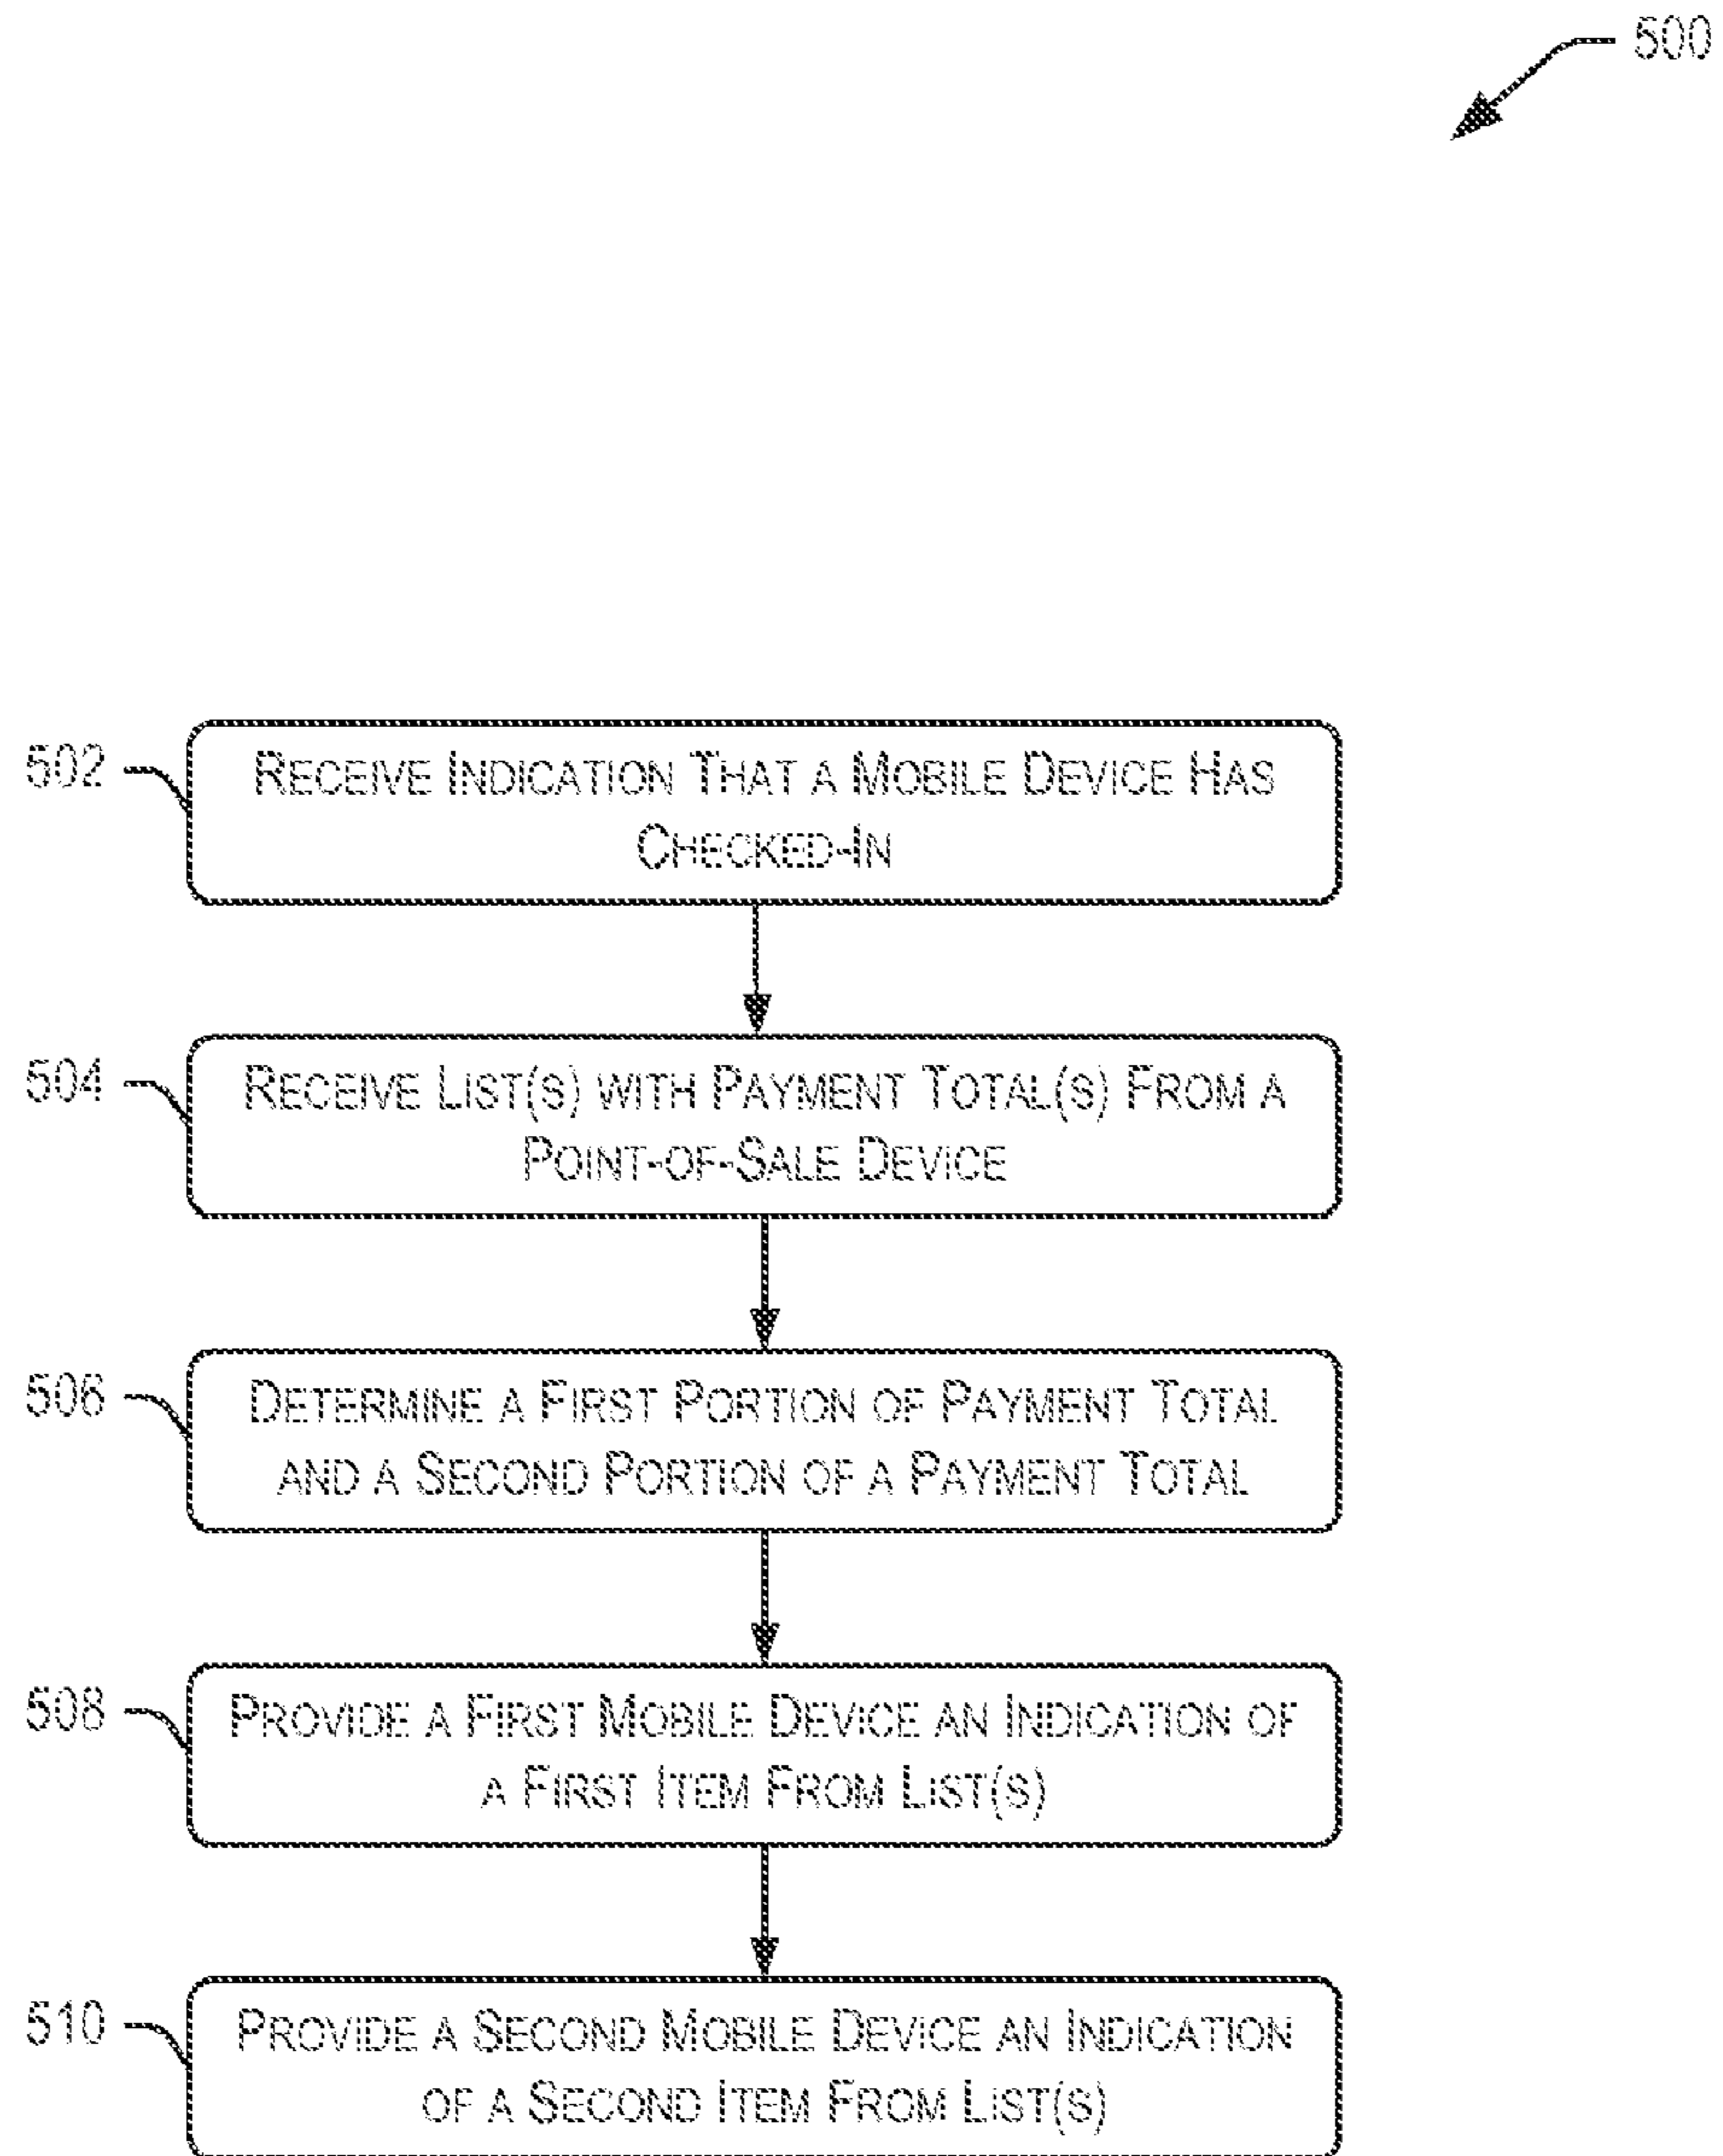 500
502
RECEIVE INDICATION THAT A MOBILE DEVICE HAS
CHECKED-IN
504
RECEIVE LIST(S) WITH PAYMENT TOTAL(S) FROM A
POINT-OF-SALE DEVICE
506
DETERMINE A FIRST PORTION OF PAYMENT TOTAL
AND A SECOND PORTION OF A PAYMENT TOTAL
508
PROVIDE A FIRST MOBILE DEVICE AN INDICATION OF
A FIRST ITEM FROM LIST(S)
510
PROVIDE A SECOND MOBILE DEVICE AN INDICATION
OF A SECOND ITEM FROM LIST(S)